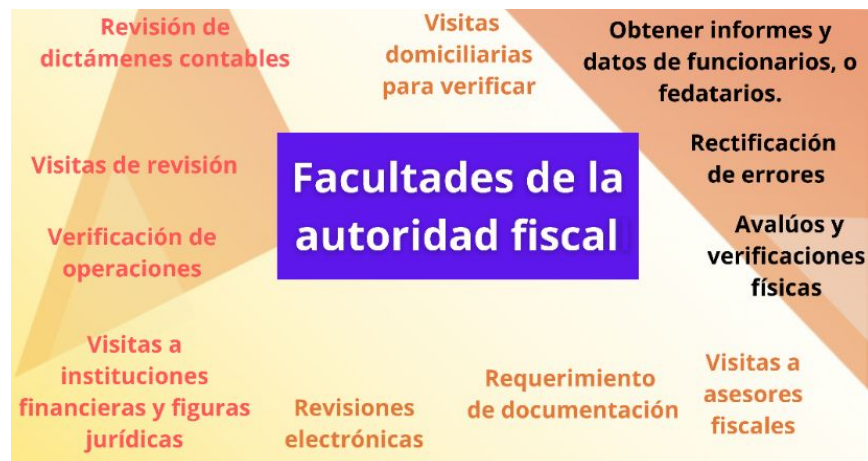 Revisión de
dictámenes contables
Visitas
domiciliarias
para verificar
Obtener informes y
datos de funcionarios, o
fedatarios.
Visitas de revisión
Facultades de la
autoridad fiscal
Rectificación
de errores
Verificación de
operaciones
Avalúos y
verificaciones
físicas
Visitas a
instituciones
financieras y figuras
jurídicas
Revisiones
electrónicas
Requerimiento
de documentación
Visitas a
asesores
fiscales